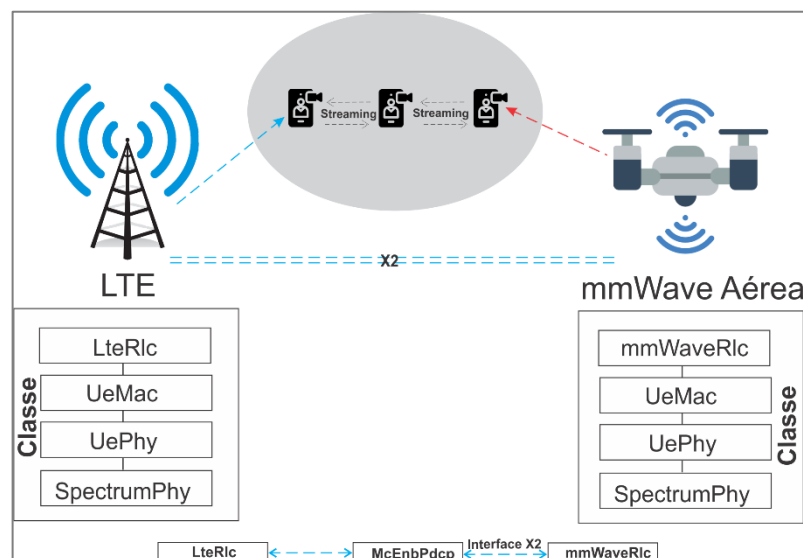 Streaming
Streaming
X2
LTE
mmWave Aérea
Classe
LteRlc
UeMac
UePhy
SpectrumPhy
mmWaveRlc
UeMac
UePhy
SpectrumPhy
Classe
LteRlc
McEnbPdcp
Interface X2
mmWaveRlc